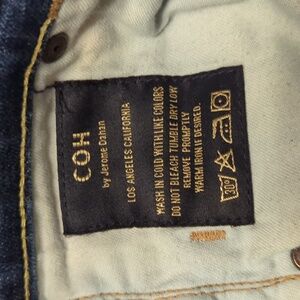 COH
by Jerome Dahan
LOS ANGELES CALIFORNIA
WASH IN COLD WITH LIKE COLORS
DO NOT BLEACH TUMBLE DRY LOW
REMOVE PROMPTLY
WARM IRON IF DESIRED.
30°